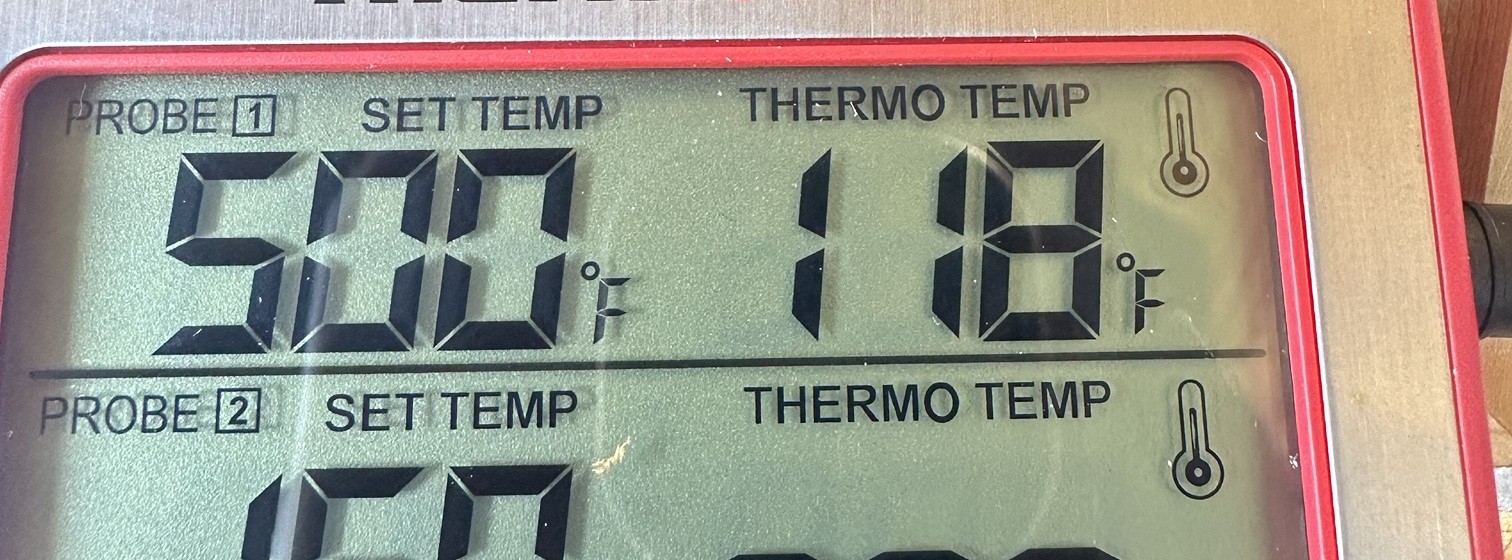 PROBE 1 SET TEMP THERMO TEMP
500°F 118°F
PROBE 2 SET TEMP THERMO TEMP